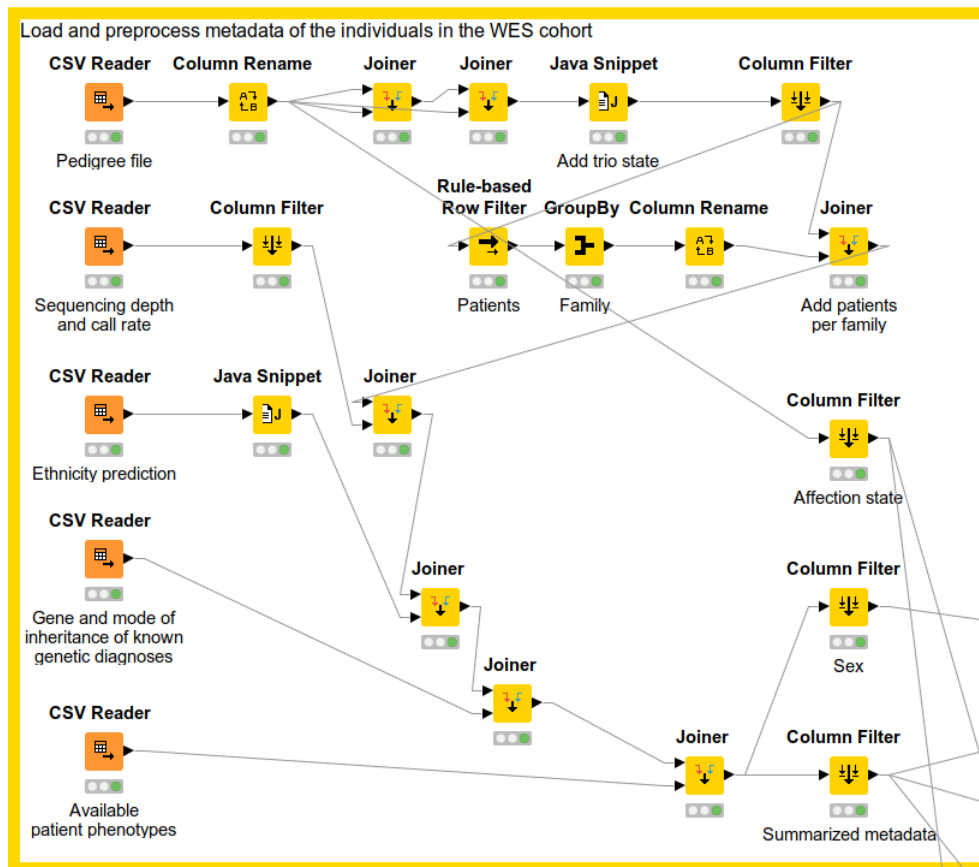 Load and preprocess metadata of the individuals in the WES cohort
CSV Reader
Column Rename
Joiner
Joiner
Java Snippet
Column Filter
Pedigree file
Add trio state
CSV Reader
Column Filter
Rule-based
Row Filter
GroupBy
Column Rename
Joiner
Sequencing depth
and call rate
Patients
Family
Add patients
per family
CSV Reader
Java Snippet
Joiner
Column Filter
Ethnicity prediction
Affection state
CSV Reader
Joiner
Column Filter
Gene and mode of
inheritance of known
genetic diagnoses
Sex
Joiner
CSV Reader
Joiner
Column Filter
Available
patient phenotypes
Summarized metadata